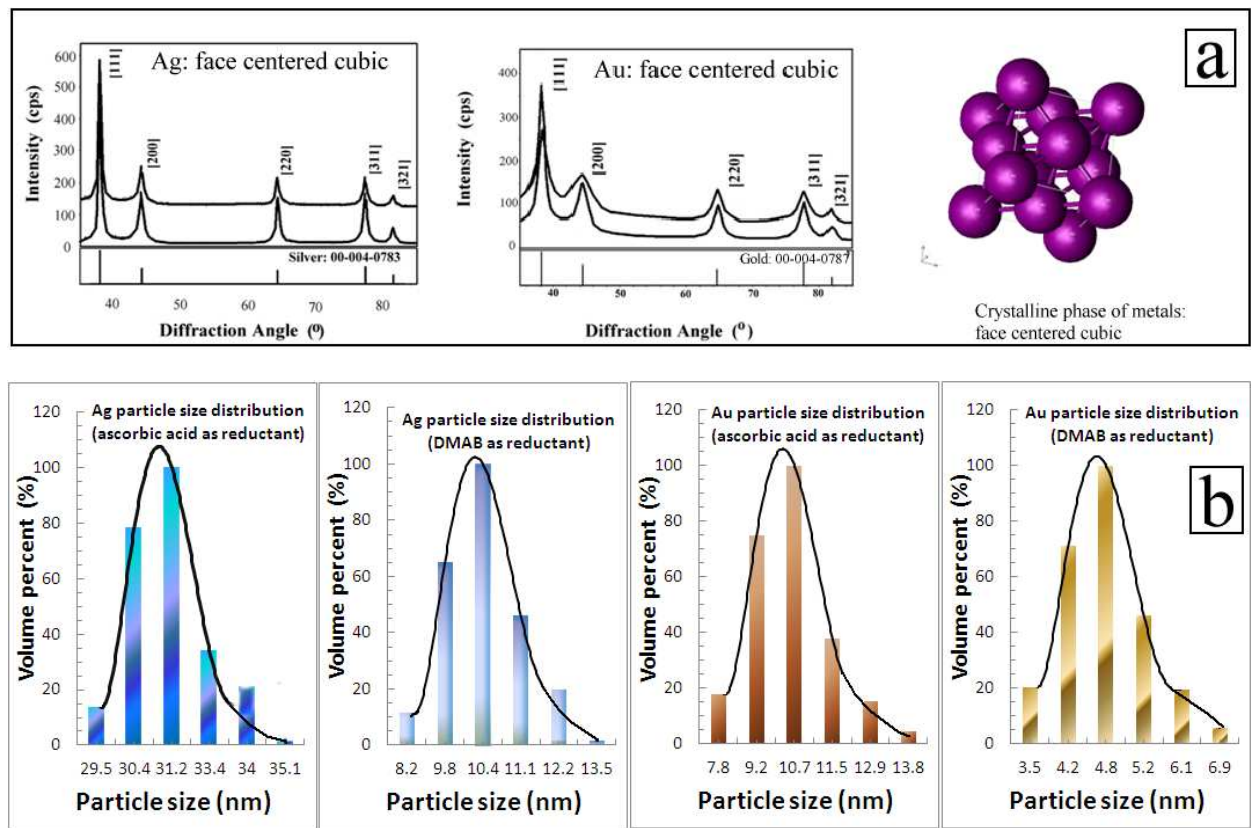 Ag: face centered cubic
Intensity (cps)
600
500
400
300
200
100
0
[111]
[200]
[220]
[311]
[321]
Silver: 00-004-0783
40 50 60 70 80
Diffraction Angle (º)
Au: face centered cubic
Intensity (cps)
400
300
200
100
0
[111]
[200]
[220]
[311]
[321]
Gold: 00-004-0787
40 50 60 70 80
Diffraction Angle (º)
a
Crystalline phase of metals:
face centered cubic
Ag particle size distribution
(ascorbic acid as reductant)
Volume percent (%)
120
100
80
60
40
20
0
29.5 30.4 31.2 33.4 34 35.1
Particle size (nm)
Ag particle size distribution
(DMAB as reductant)
Volume percent (%)
120
100
80
60
40
20
0
8.2 9.8 10.4 11.1 12.2 13.5
Particle size (nm)
Au particle size distribution
(ascorbic acid as reductant)
Volume percent (%)
120
100
80
60
40
20
0
7.8 9.2 10.7 11.5 12.9 13.8
Particle size (nm)
Au particle size distribution
(DMAB as reductant)
Volume percent (%)
120
100
80
60
40
20
0
3.5 4.2 4.8 5.2 6.1 6.9
Particle size (nm)
b